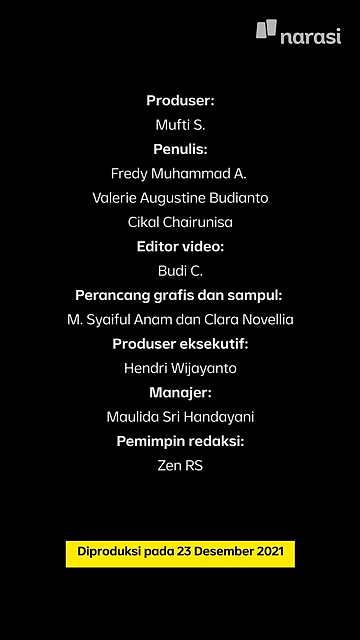 narasi
Produser:
Mufti S.
Penulis:
Fredy Muhammad A.
Valerie Augustine Budianto
Cikal Chairunisa
Editor video:
Budi C.
Perancang grafis dan sampul:
M. Syaiful Anam dan Clara Novellia
Produser eksekutif:
Hendri Wijayanto
Manajer:
Maulida Sri Handayani
Pemimpin redaksi:
Zen RS
Diproduksi pada 23 Desember 2021